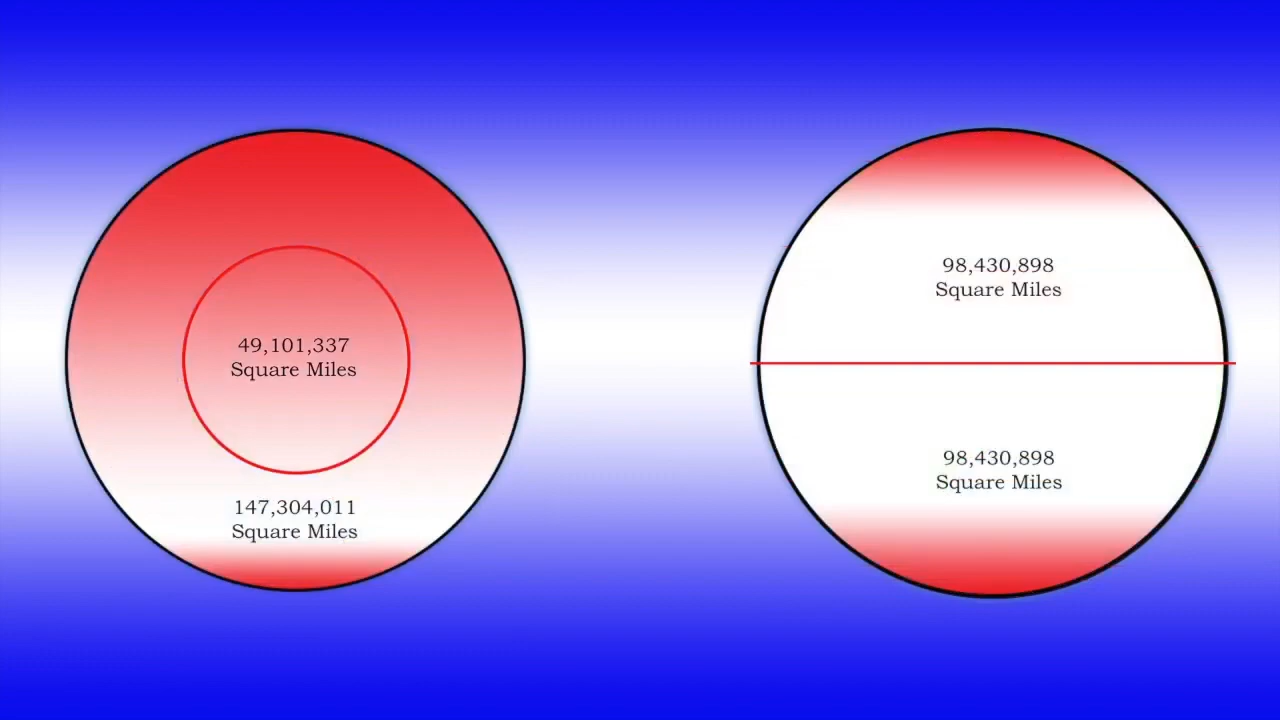 49,101,337
Square Miles
147,304,011
Square Miles
98,430,898
Square Miles
98,430,898
Square Miles